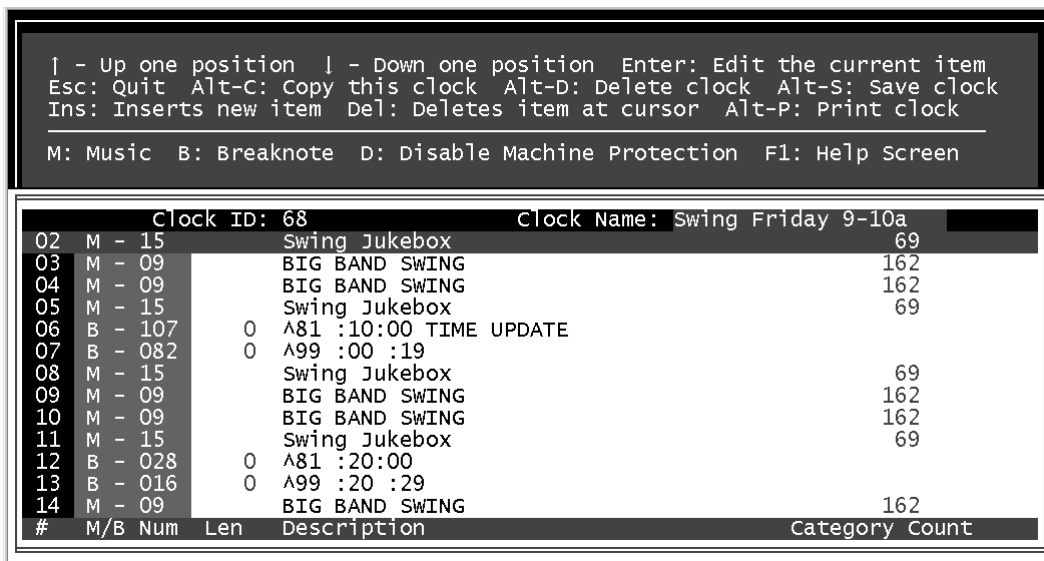 ↑ - Up one position  ↓ - Down one position  Enter: Edit the current item
Esc: Quit  Alt-C: Copy this clock  Alt-D: Delete clock  Alt-S: Save clock
Ins: Inserts new item  Del: Deletes item at cursor  Alt-P: Print clock
M: Music  B: Breaknote  D: Disable Machine Protection  F1: Help Screen
Clock ID: 68  Clock Name: Swing Friday 9-10a
02 M - 15 Swing Jukebox 69
03 M - 09 BIG BAND SWING 162
04 M - 09 BIG BAND SWING 162
05 M - 15 Swing Jukebox 69
06 B - 107 0 ^81 :10:00 TIME UPDATE
07 B - 082 0 ^99 :00 :19
08 M - 15 Swing Jukebox 69
09 M - 09 BIG BAND SWING 162
10 M - 09 BIG BAND SWING 162
11 M - 15 Swing Jukebox 69
12 B - 028 0 ^81 :20:00
13 B - 016 0 ^99 :20 :29
14 M - 09 BIG BAND SWING 162
# M/B Num Len Description Category Count